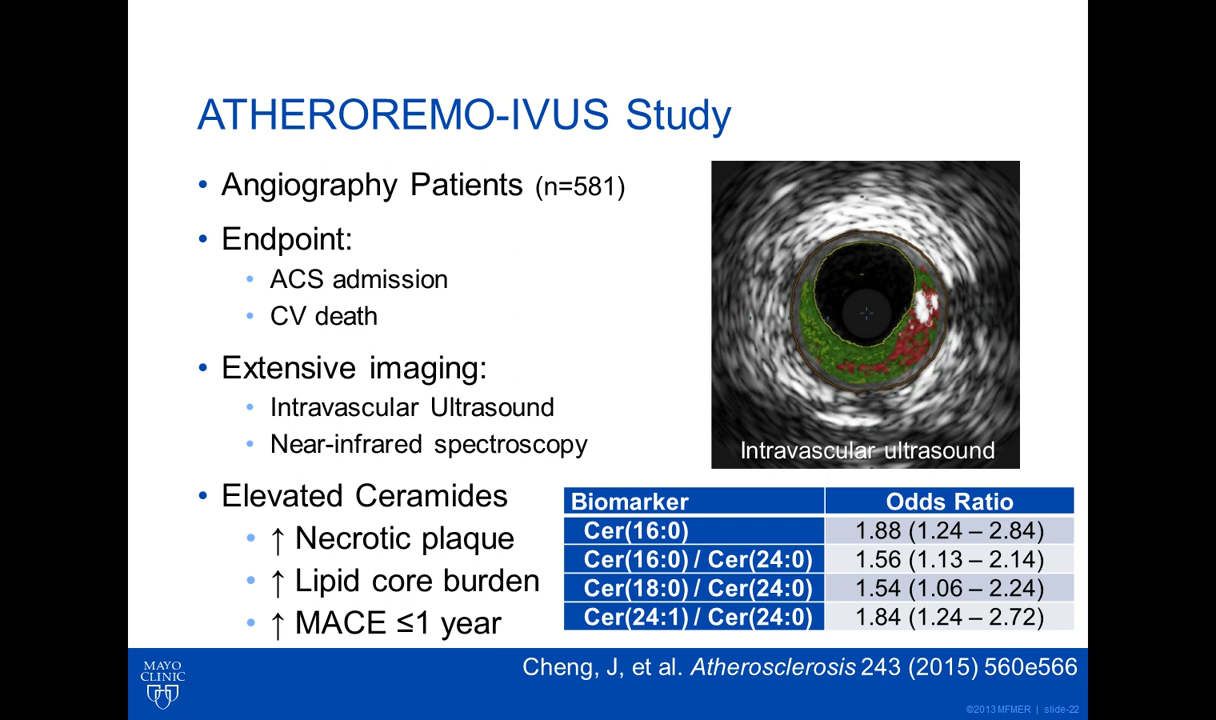 ATHEROREMO-IVUS Study
• Angiography Patients (n=581)
• Endpoint:
• ACS admission
• CV death
• Extensive imaging:
• Intravascular Ultrasound
• Near-infrared spectroscopy
• Elevated Ceramides
• ↑ Necrotic plaque
• ↑ Lipid core burden
• ↑ MACE ≤1 year
Intravascular ultrasound
Biomarker Odds Ratio
Cer(16:0) 1.88 (1.24 – 2.84)
Cer(16:0) / Cer(24:0) 1.56 (1.13 – 2.14)
Cer(18:0) / Cer(24:0) 1.54 (1.06 – 2.24)
Cer(24:1) / Cer(24:0) 1.84 (1.24 – 2.72)
Cheng, J, et al. Atherosclerosis 243 (2015) 560e566
MAYO
CLINIC
©2013 MFMER | slide-22